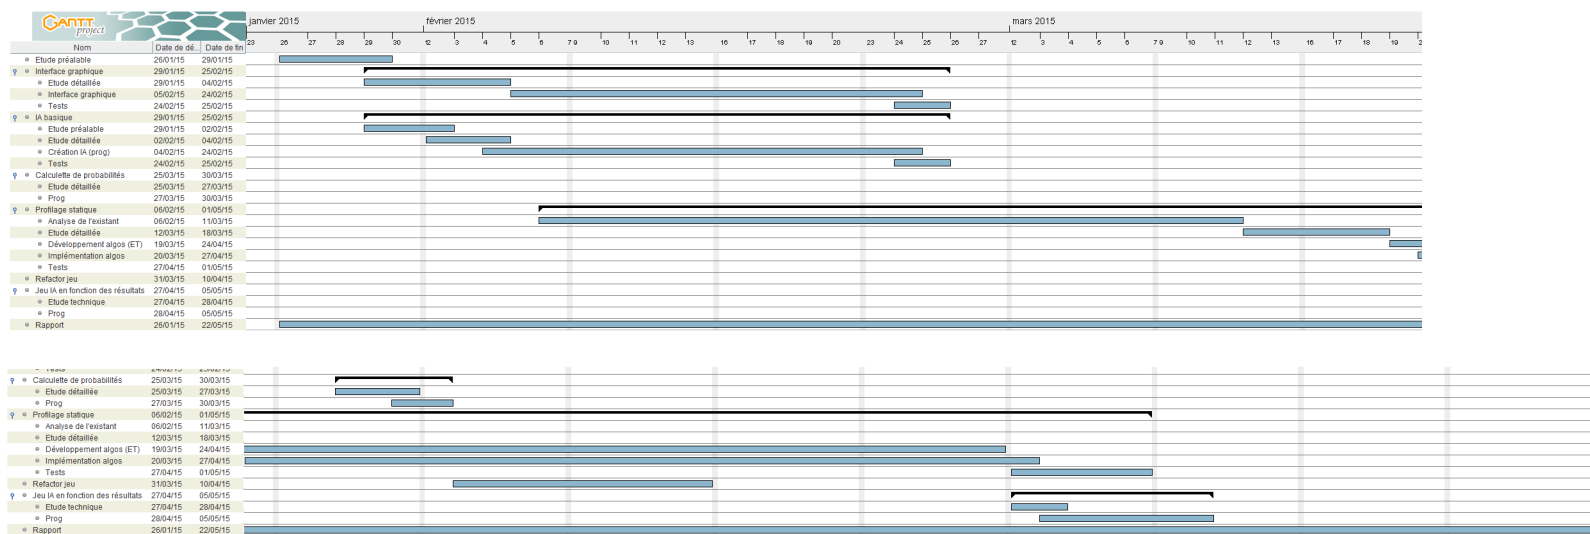 GANTT project
janvier 2015 février 2015 mars 2015
23 26 27 28 29 30 2 3 4 5 6 7 9 10 11 12 13 16 17 18 19 20 23 24 25 26 27 2 3 4 5 6 7 9 10 11 12 13 16 17 18 19 2
Nom Date de dé... Date de fin
Etude préalable 26/01/15 29/01/15
Interface graphique 29/01/15 25/02/15
Etude détaillée 29/01/15 04/02/15
Interface graphique 05/02/15 24/02/15
Tests 24/02/15 25/02/15
IA basique 29/01/15 25/02/15
Etude préalable 29/01/15 02/02/15
Etude détaillée 02/02/15 04/02/15
Création IA (prog) 04/02/15 24/02/15
Tests 24/02/15 25/02/15
Calculette de probabilités 25/03/15 30/03/15
Etude détaillée 25/03/15 27/03/15
Prog 27/03/15 30/03/15
Profilage statique 06/02/15 01/05/15
Analyse de l'existant 06/02/15 11/03/15
Etude détaillée 12/03/15 18/03/15
Développement algos (ET) 19/03/15 24/04/15
Implémentation algos 20/03/15 27/04/15
Tests 27/04/15 01/05/15
Refactor jeu 31/03/15 10/04/15
Jeu IA en fonction des résultats 27/04/15 05/05/15
Etude technique 27/04/15 28/04/15
Prog 28/04/15 05/05/15
Rapport 26/01/15 22/05/15
Tests 24/02/15 25/02/15
Calculette de probabilités 25/03/15 30/03/15
Etude détaillée 25/03/15 27/03/15
Prog 27/03/15 30/03/15
Profilage statique 06/02/15 01/05/15
Analyse de l'existant 06/02/15 11/03/15
Etude détaillée 12/03/15 18/03/15
Développement algos (ET) 19/03/15 24/04/15
Implémentation algos 20/03/15 27/04/15
Tests 27/04/15 01/05/15
Refactor jeu 31/03/15 10/04/15
Jeu IA en fonction des résultats 27/04/15 05/05/15
Etude technique 27/04/15 28/04/15
Prog 28/04/15 05/05/15
Rapport 26/01/15 22/05/15